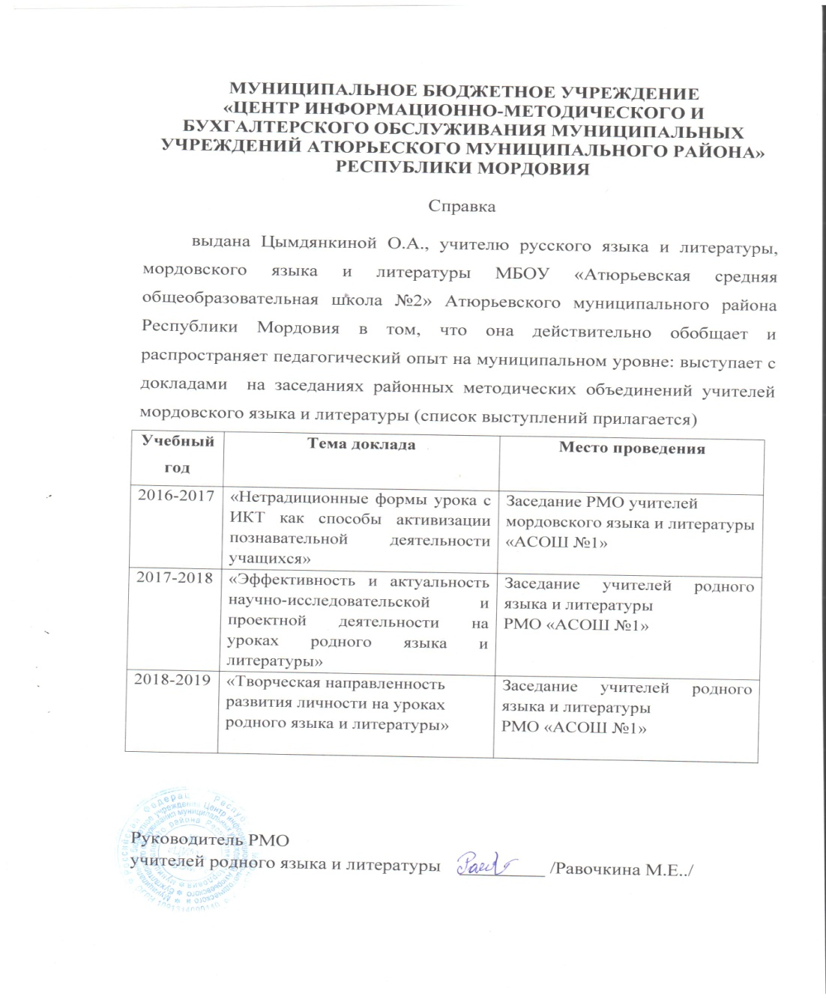 МУНИЦИПАЛЬНОЕ БЮДЖЕТНОЕ УЧРЕЖДЕНИЕ
«ЦЕНТР ИНФОРМАЦИОННО-МЕТОДИЧЕСКОГО И
БУХГАЛТЕРСКОГО ОБСЛУЖИВАНИЯ МУНИЦИПАЛЬНЫХ
УЧРЕЖДЕНИЙ АТЮРЬЕСКОГО МУНИЦИПАЛЬНОГО РАЙОНА»
РЕСПУБЛИКИ МОРДОВИЯ
Справка
выдана Цымдянкиной О.А., учителю русского языка и литературы,
мордовского языка и литературы МБОУ «Атюрьевская средняя
общеобразовательная школа №2» Атюрьевского муниципального района
Республики Мордовия в том, что она действительно обобщает и
распространяет педагогический опыт на муниципальном уровне: выступает с
докладами на заседаниях районных методических объединений учителей
мордовского языка и литературы (список выступлений прилагается)
Учебный
год
Тема доклада
Место проведения
2016-2017
«Нетрадиционные формы урока с
ИКТ как способы активизации
познавательной деятельности
учащихся»
Заседание РМО учителей
мордовского языка и литературы
«АСОШ №1»
2017-2018
«Эффективность и актуальность
научно-исследовательской и
проектной деятельности на
уроках родного языка и
литературы»
Заседание учителей родного
языка и литературы
РМО «АСОШ №1»
2018-2019
«Творческая направленность
развития личности на уроках
родного языка и литературы»
Заседание учителей родного
языка и литературы
РМО «АСОШ №1»
Руководитель РМО
учителей родного языка и литературы /Равочкина М.Е../